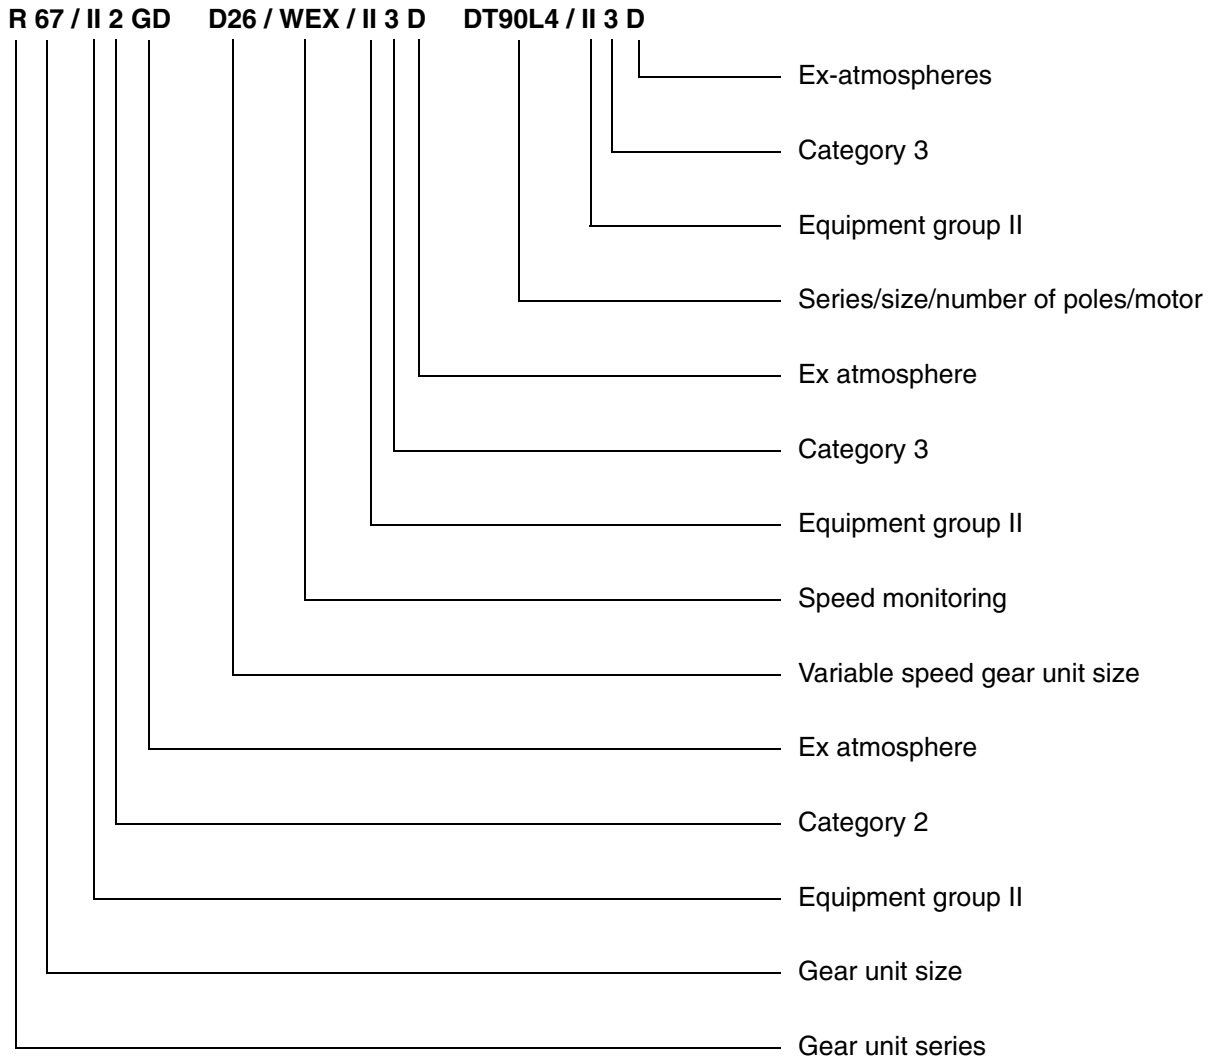 R 67 / II 2 GD D26 / WEX / II 3 D DT90L4 / II 3 D
Ex-atmospheres
Category 3
Equipment group II
Series/size/number of poles/motor
Ex atmosphere
Category 3
Equipment group II
Speed monitoring
Variable speed gear unit size
Ex atmosphere
Category 2
Equipment group II
Gear unit size
Gear unit series